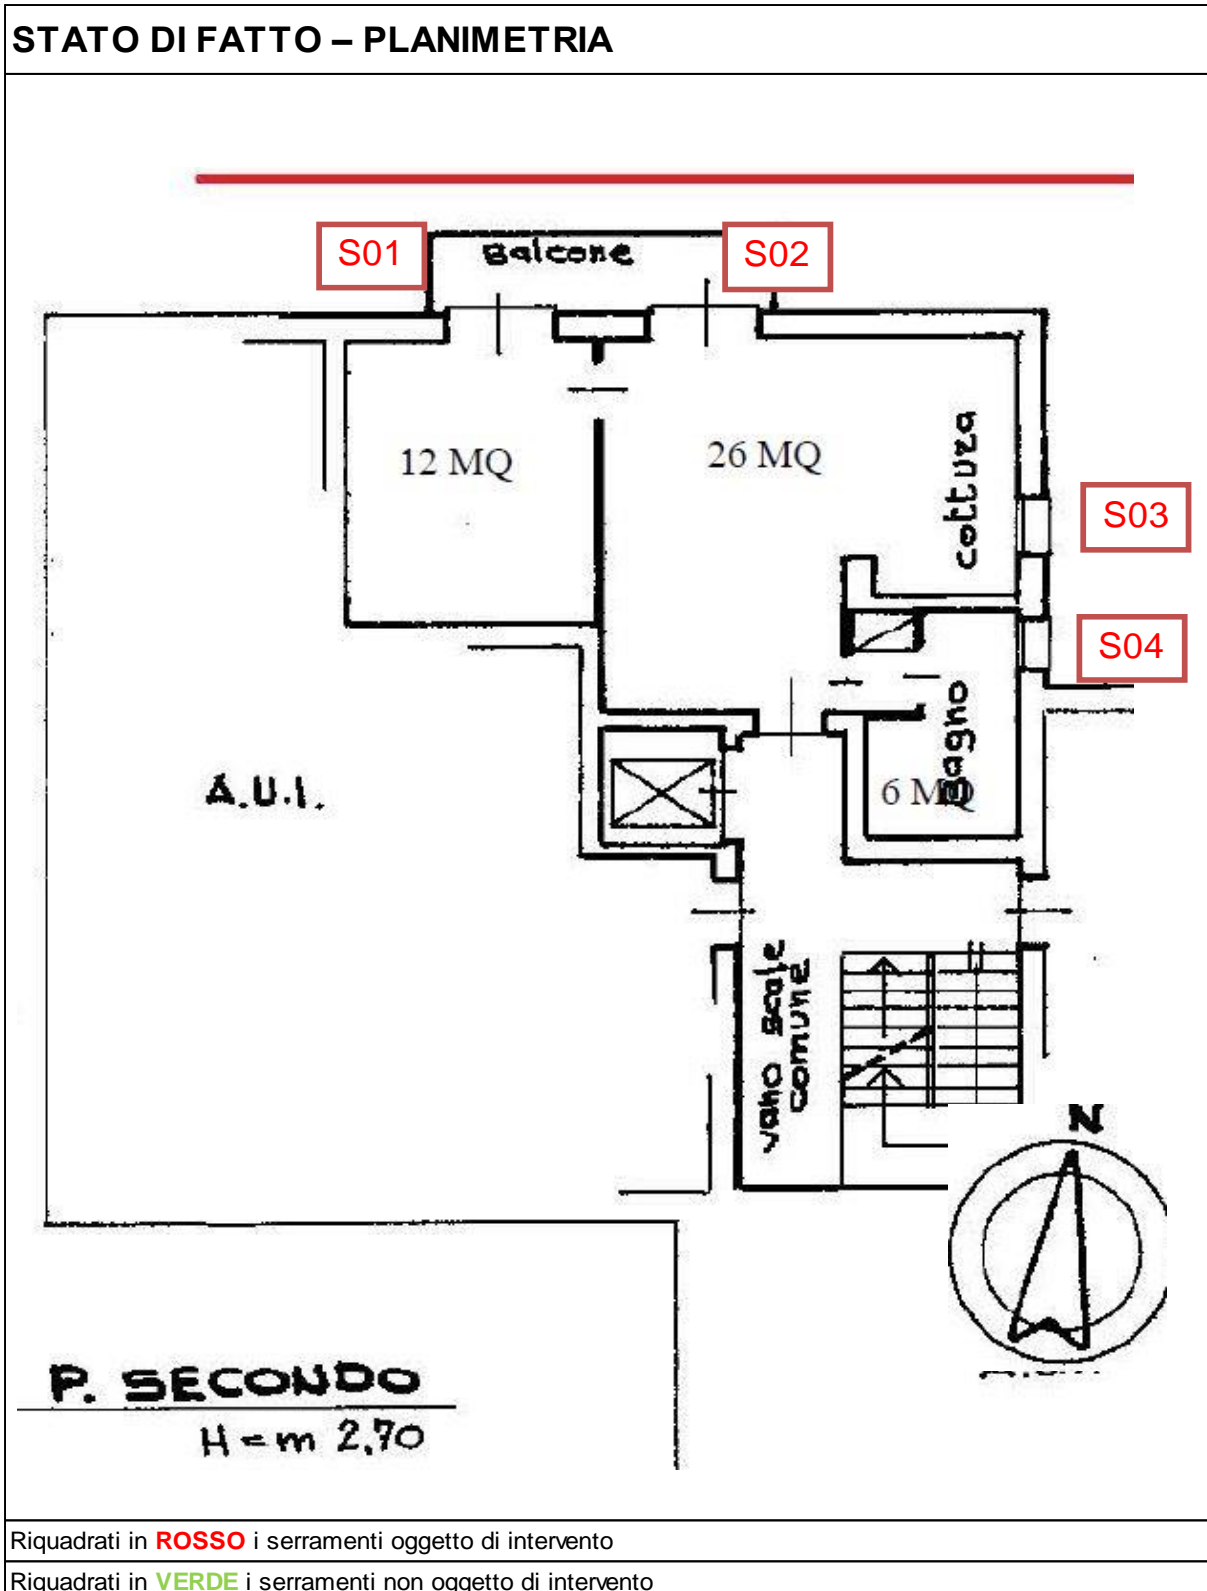 STATO DI FATTO – PLANIMETRIA
S01
Balcone
S02
12 MQ
26 MQ
cottura
S03
S04
Bagno
6 MQ
A.U.I.
vano scale
comune
N
P. SECONDO
H = m 2,70
Riquadrati in ROSSO i serramenti oggetto di intervento
Riquadrati in VERDE i serramenti non oggetto di intervento